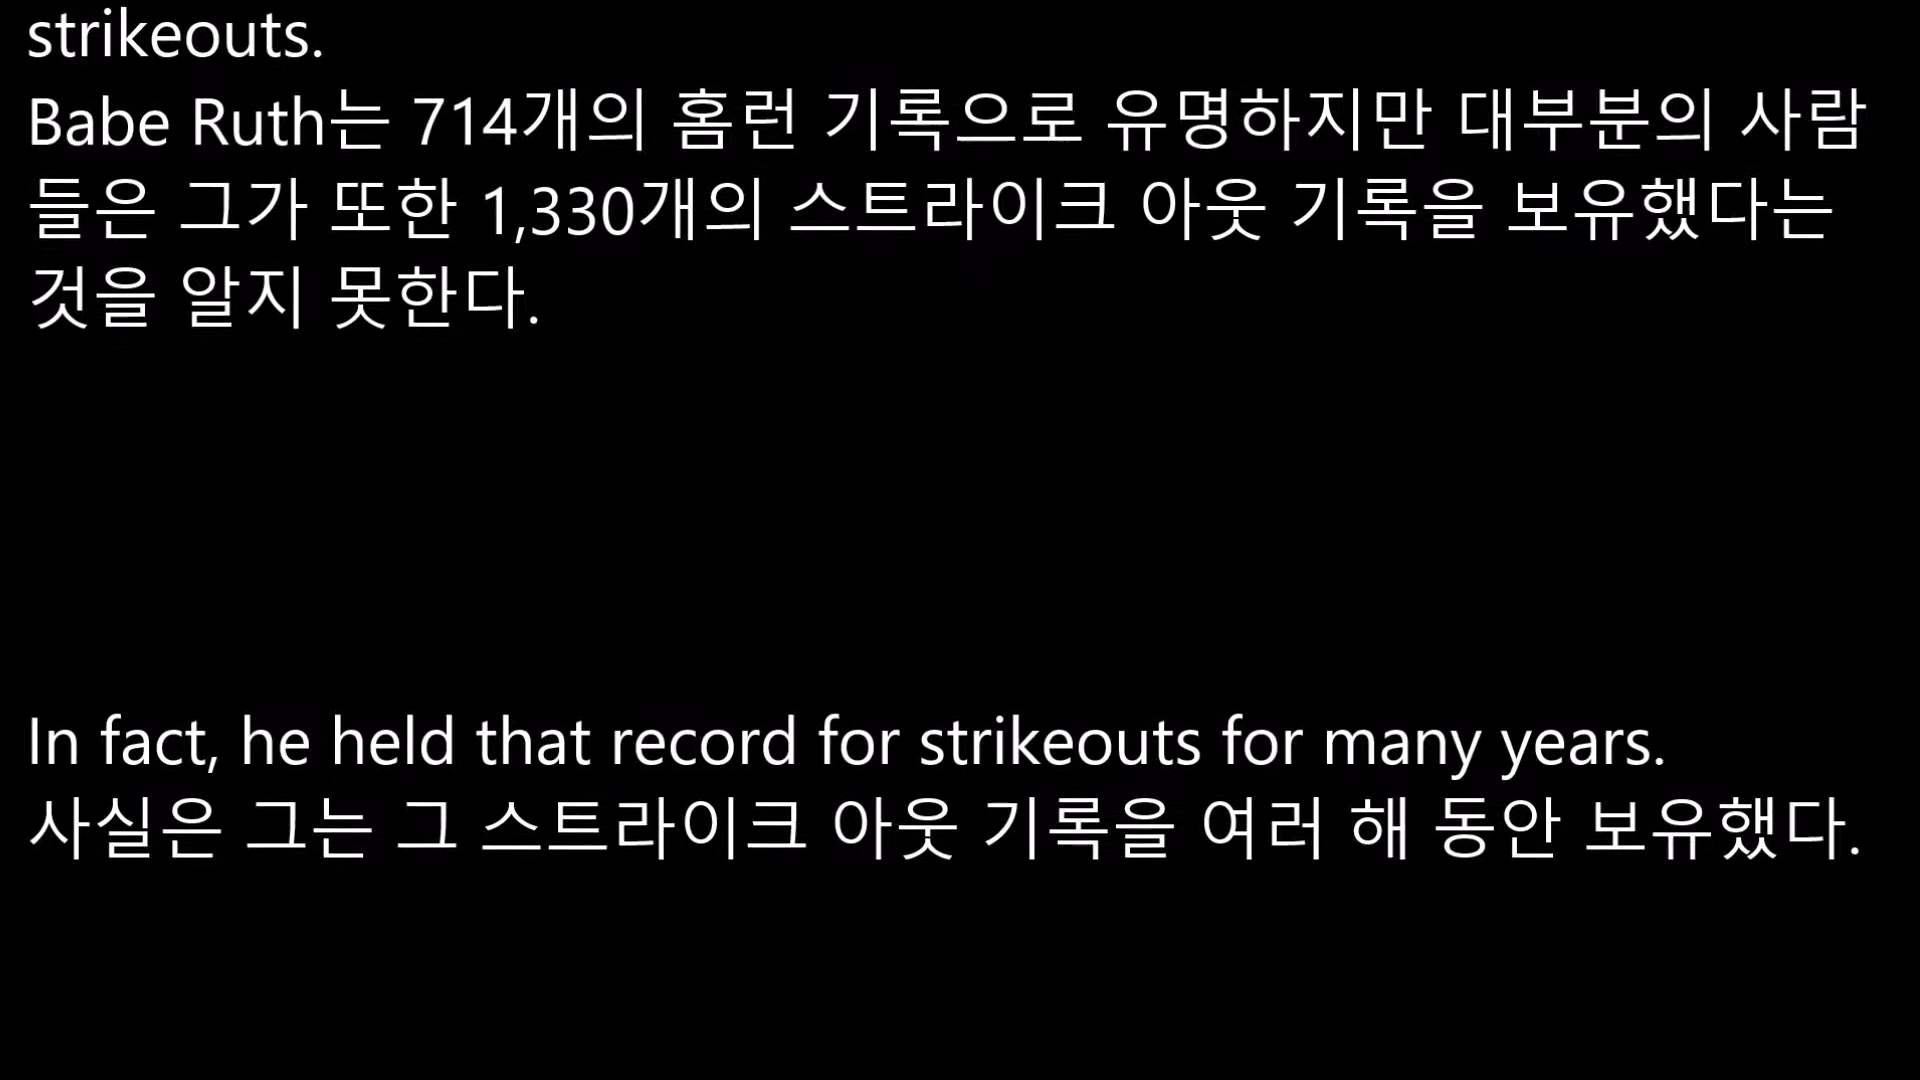 strikeouts.
Babe Ruth는 714개의 홈런 기록으로 유명하지만 대부분의 사람
들은 그가 또한 1,330개의 스트라이크 아웃 기록을 보유했다는
것을 알지 못한다.
In fact, he held that record for strikeouts for many years.
사실은 그는 그 스트라이크 아웃 기록을 여러 해 동안 보유했다.